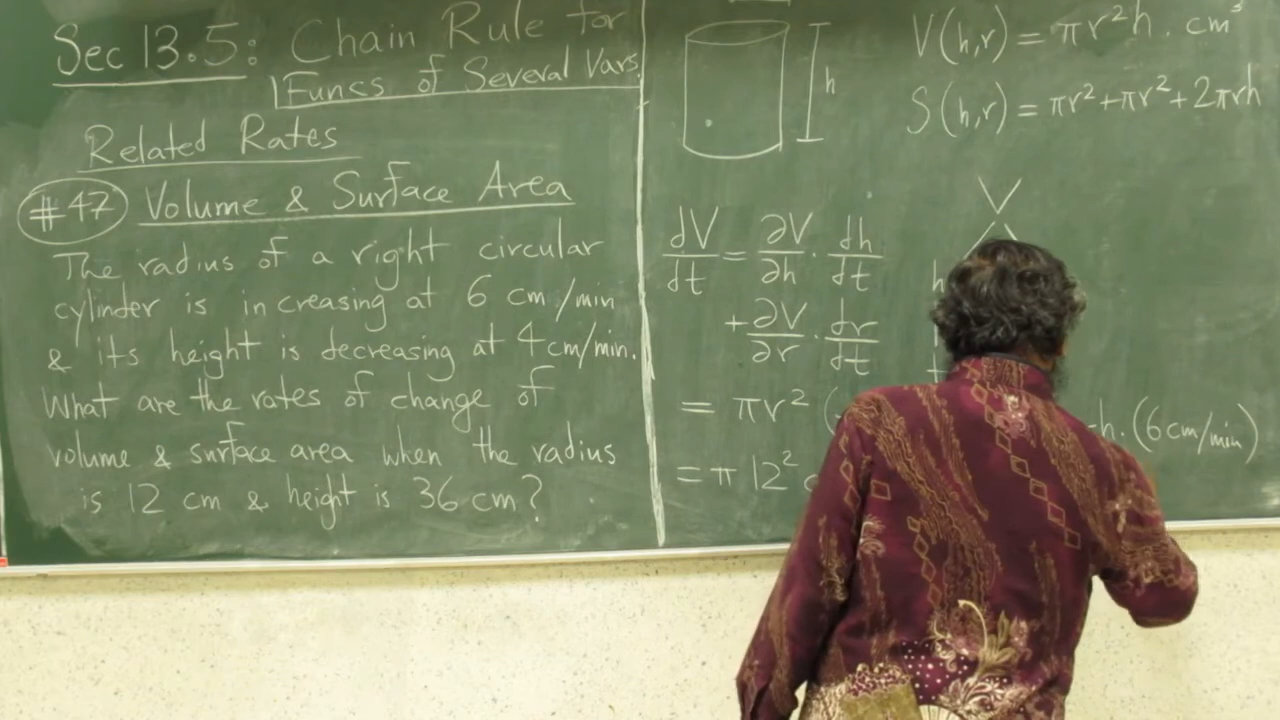 Sec 13.5: Chain Rule for
Funcs of Several Vars.
Related Rates
#47 Volume & Surface Area
The radius of a right circular
cylinder is increasing at 6 cm/min
& its height is decreasing at 4 cm/min.
What are the rates of change of
volume & surface area when the radius
is 12 cm & height is 36 cm?
h
V(h,r) = πr²h . cm³
S(h,r) = πr²+πr²+2πrh
V
h
t
dV/dt = ∂V/∂h · dh/dt
+ ∂V/∂r · dr/dt
= πr² (
h. (6cm/min)
= π 12²